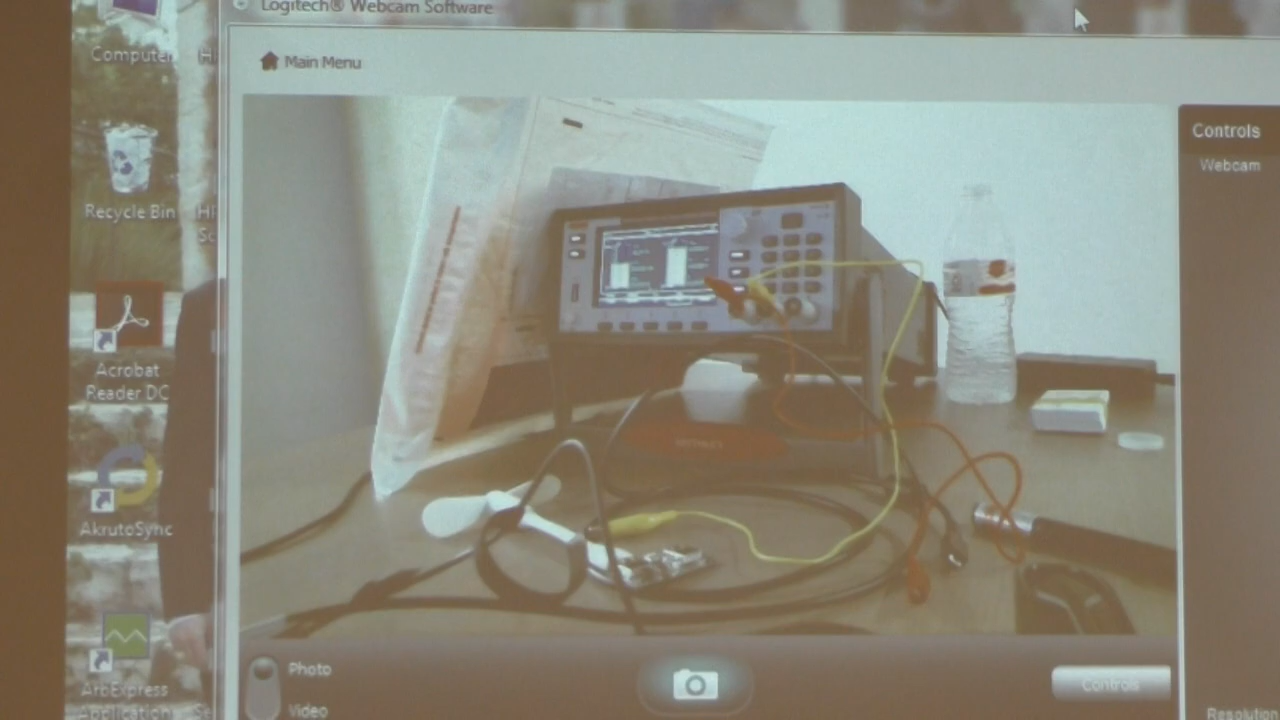 Logitech® Webcam Software
Computer
Main Menu
Controls
Webcam
Recycle Bin
Acrobat
Reader DC
AkrutoSync
ArbExpress
Application
Photo
Video
Controls
Resolution